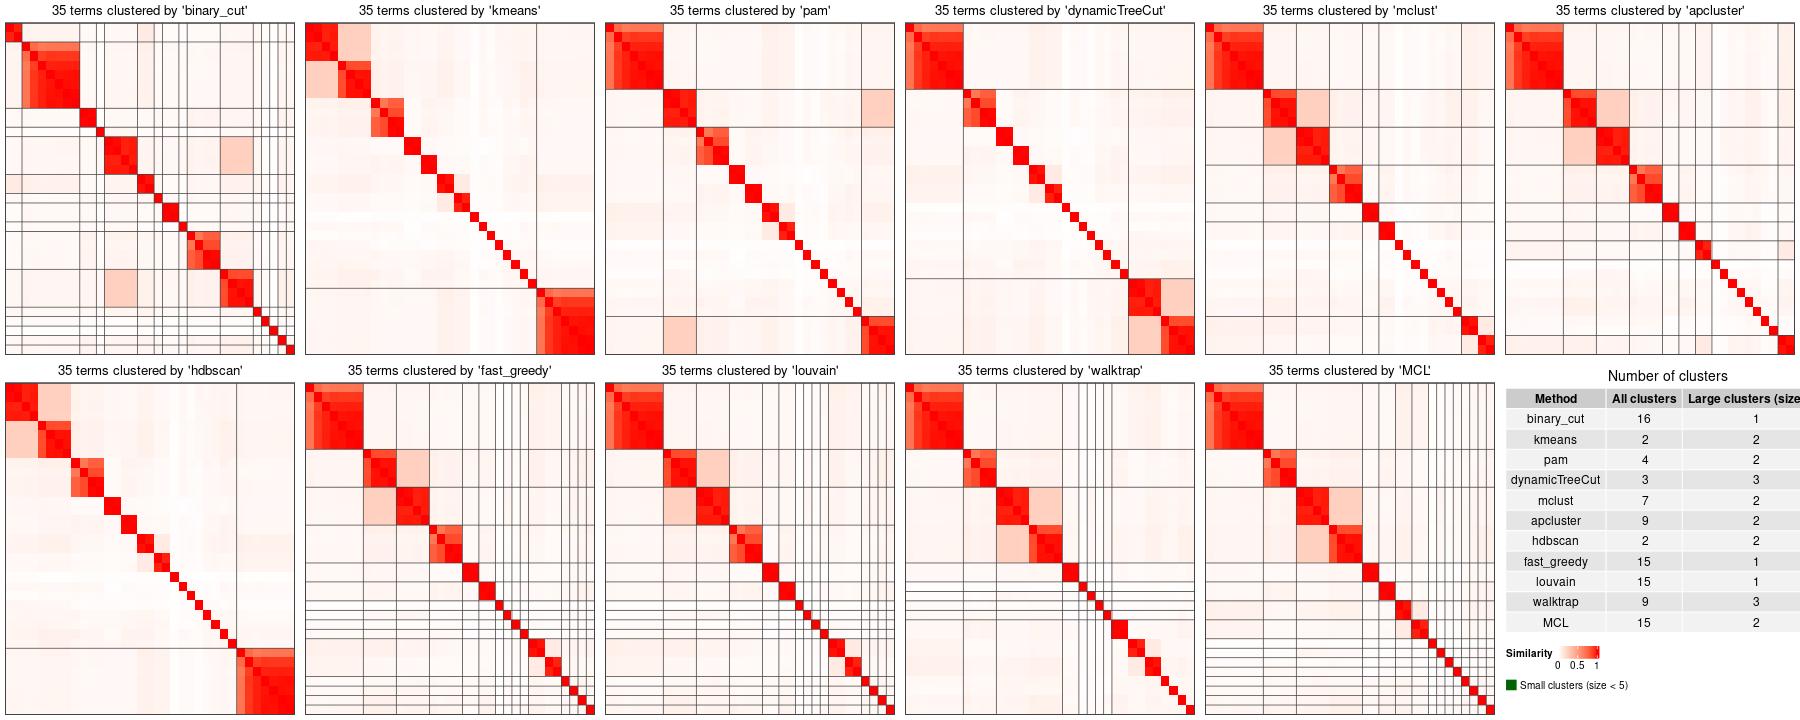 35 terms clustered by 'binary_cut'
35 terms clustered by 'kmeans'
35 terms clustered by 'pam'
35 terms clustered by 'dynamicTreeCut'
35 terms clustered by 'mclust'
35 terms clustered by 'apcluster'
35 terms clustered by 'hdbscan'
35 terms clustered by 'fast_greedy'
35 terms clustered by 'louvain'
35 terms clustered by 'walktrap'
35 terms clustered by 'MCL'
Number of clusters
Method All clusters Large clusters (size
binary_cut 16 1
kmeans 2 2
pam 4 2
dynamicTreeCut 3 3
mclust 7 2
apcluster 9 2
hdbscan 2 2
fast_greedy 15 1
louvain 15 1
walktrap 9 3
MCL 15 2
Similarity
0 0.5 1
Small clusters (size < 5)